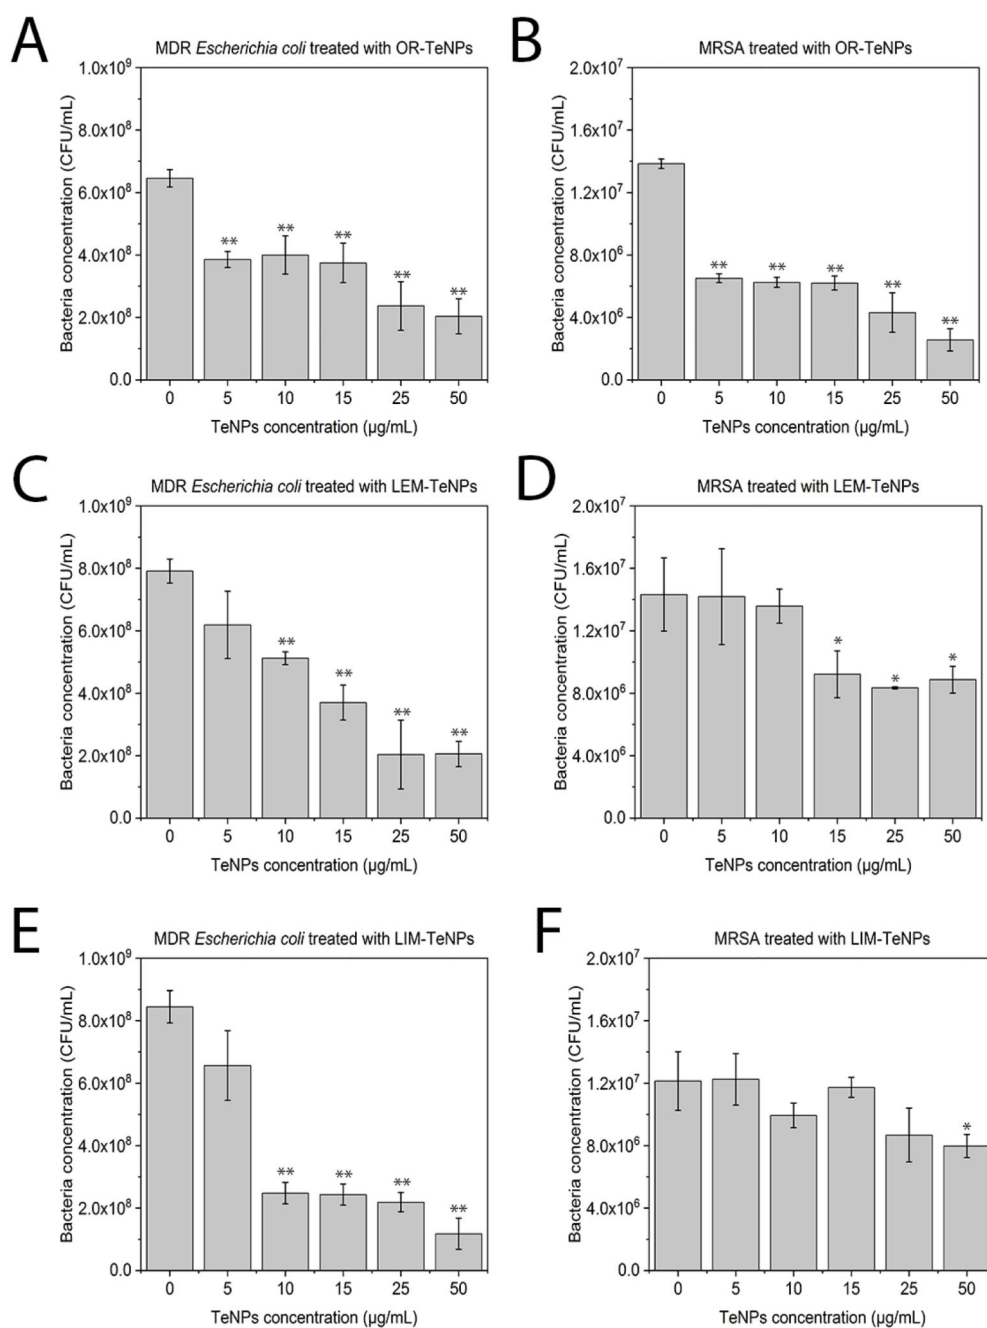 A
MDR Escherichia coli treated with OR-TeNPs
Bacteria concentration (CFU/mL)
1.0x10⁹
8.0x10⁸
6.0x10⁸
4.0x10⁸
2.0x10⁸
0.0
** ** ** ** **
0 5 10 15 25 50
TeNPs concentration (µg/mL)
B
MRSA treated with OR-TeNPs
Bacteria concentration (CFU/mL)
2.0x10⁷
1.6x10⁷
1.2x10⁷
8.0x10⁶
4.0x10⁶
0.0
** ** ** ** **
0 5 10 15 25 50
TeNPs concentration (µg/mL)
C
MDR Escherichia coli treated with LEM-TeNPs
Bacteria concentration (CFU/mL)
1.0x10⁹
8.0x10⁸
6.0x10⁸
4.0x10⁸
2.0x10⁸
0.0
** ** ** **
0 5 10 15 25 50
TeNPs concentration (µg/mL)
D
MRSA treated with LEM-TeNPs
Bacteria concentration (CFU/mL)
2.0x10⁷
1.6x10⁷
1.2x10⁷
8.0x10⁶
4.0x10⁶
0.0
* * *
0 5 10 15 25 50
TeNPs concentration (µg/mL)
E
MDR Escherichia coli treated with LIM-TeNPs
Bacteria concentration (CFU/mL)
1.0x10⁹
8.0x10⁸
6.0x10⁸
4.0x10⁸
2.0x10⁸
0.0
** ** ** **
0 5 10 15 25 50
TeNPs concentration (µg/mL)
F
MRSA treated with LIM-TeNPs
Bacteria concentration (CFU/mL)
2.0x10⁷
1.6x10⁷
1.2x10⁷
8.0x10⁶
4.0x10⁶
0.0
*
0 5 10 15 25 50
TeNPs concentration (µg/mL)